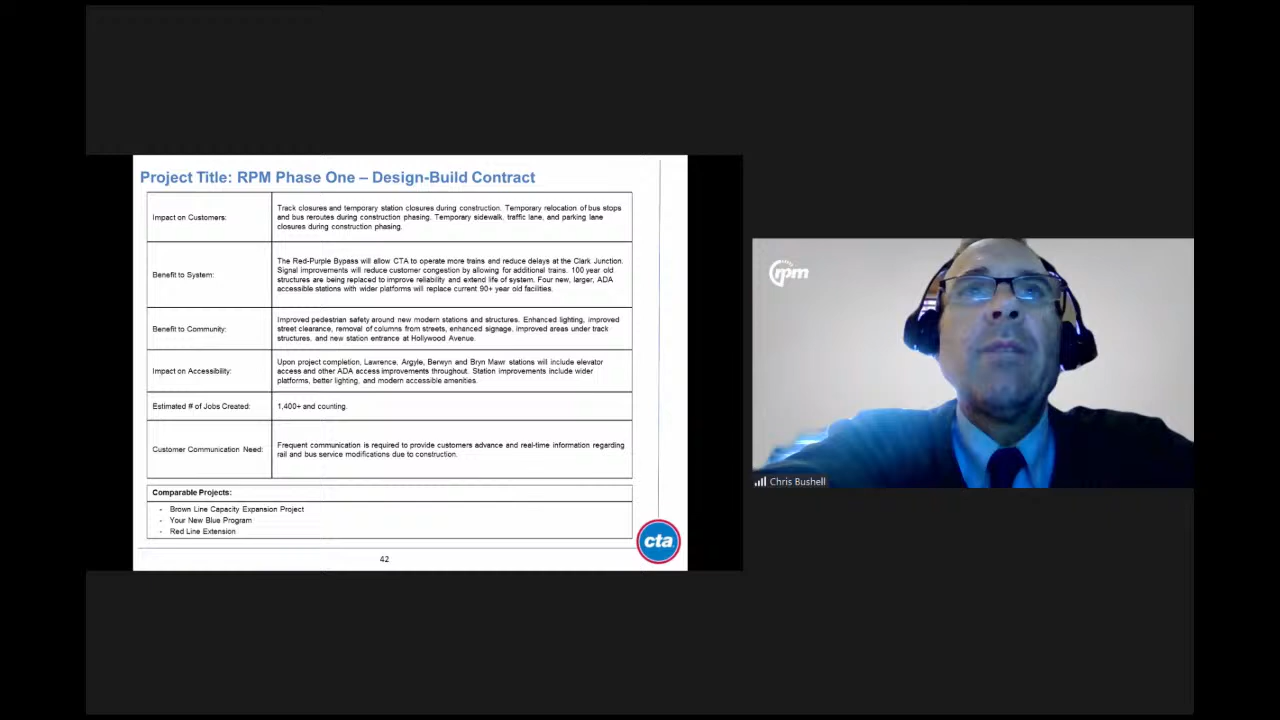 Project Title: RPM Phase One – Design-Build Contract
Impact on Customers:
Track closures and temporary station closures during construction. Temporary relocation of bus stops
and bus reroutes during construction phasing. Temporary sidewalk, traffic lane, and parking lane
closures during construction phasing.
Benefit to System:
The Red-Purple Bypass will allow CTA to operate more trains and reduce delays at the Clark Junction.
Signal improvements will reduce customer congestion by allowing for additional trains. 100 year old
structures are being replaced to improve reliability and extend life of system. Four new, larger, ADA
accessible stations with wider platforms will replace current 90+ year old facilities.
Benefit to Community:
Improved pedestrian safety around new modern stations and structures. Enhanced lighting, improved
street clearance, removal of columns from streets, enhanced signage, improved areas under track
structures, and new station entrance at Hollywood Avenue.
Impact on Accessibility:
Upon project completion, Lawrence, Argyle, Berwyn and Bryn Mawr stations will include elevator
access and other ADA access improvements throughout. Station improvements include wider
platforms, better lighting, and modern accessible amenities.
Estimated # of Jobs Created:
1,400+ and counting.
Customer Communication Need:
Frequent communication is required to provide customers advance and real-time information regarding
rail and bus service modifications due to construction.
Comparable Projects:
- Brown Line Capacity Expansion Project
- Your New Blue Program
- Red Line Extension
42
cta
rpm
Chris Bushell